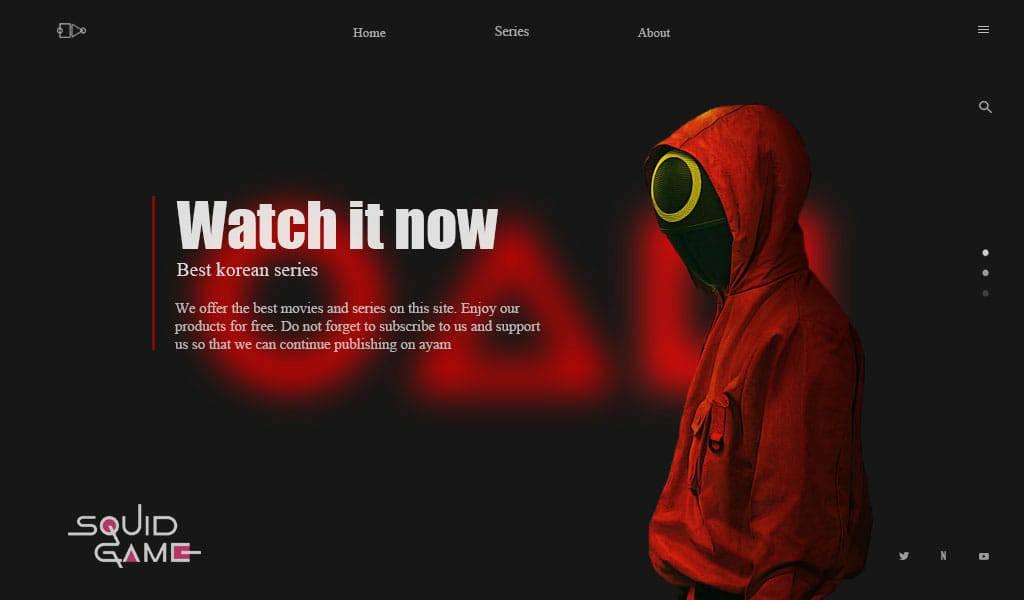 Home
Series
About
Watch it now
Best korean series
We offer the best movies and series on this site. Enjoy our
products for free. Do not forget to subscribe to us and support
us so that we can continue publishing on ayam
SQUID
GAME
N